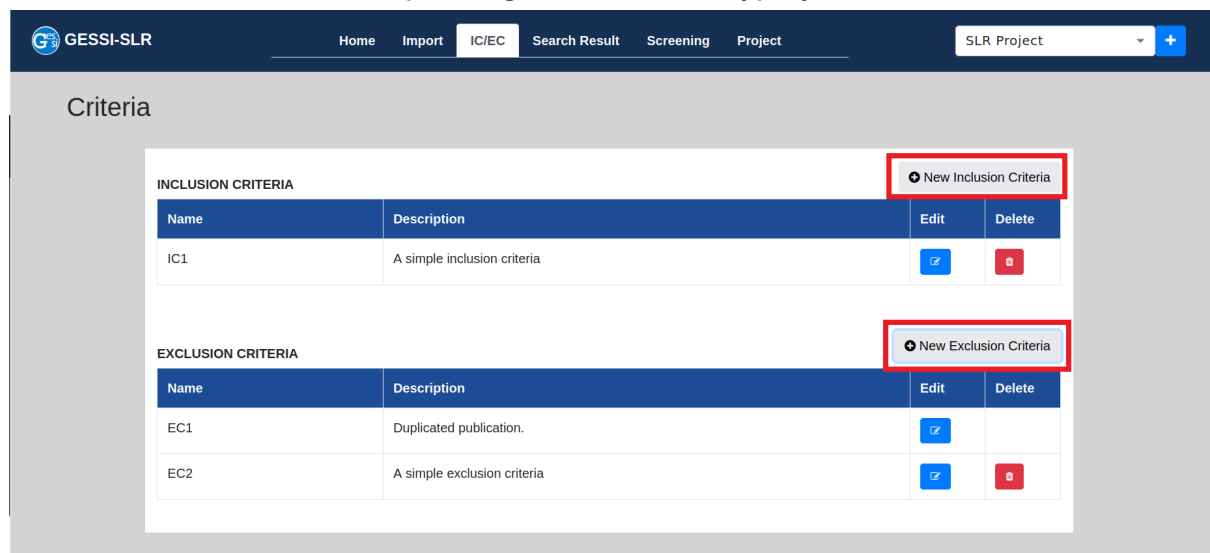 GESSI-SLR Home Import IC/EC Search Result Screening Project SLR Project +
Criteria
New Inclusion Criteria
INCLUSION CRITERIA
Name Description Edit Delete
IC1 A simple inclusion criteria
New Exclusion Criteria
EXCLUSION CRITERIA
Name Description Edit Delete
EC1 Duplicated publication.
EC2 A simple exclusion criteria